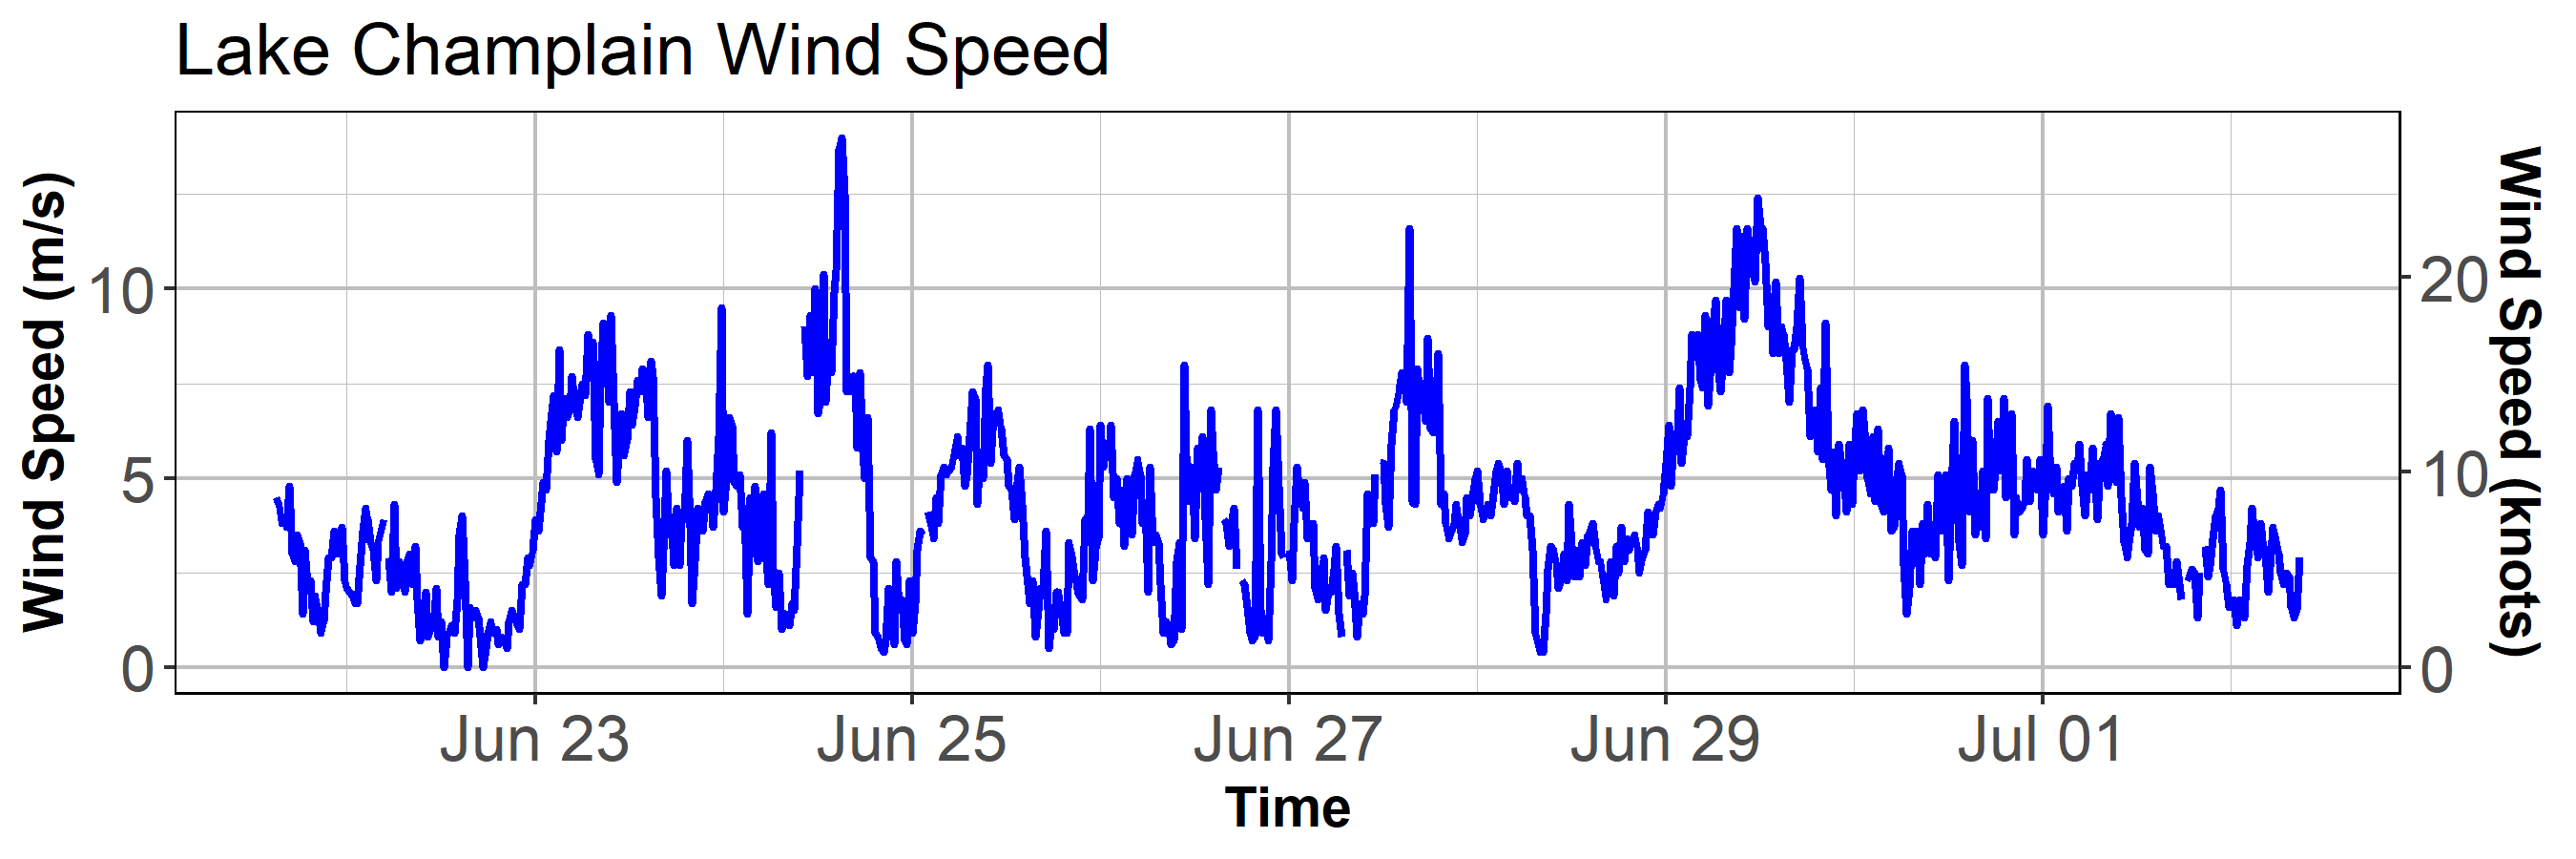 Lake Champlain Wind Speed
Wind Speed (m/s)
10
5
0
20
10
0
Wind Speed (knots)
Jun 23
Jun 25
Jun 27
Jun 29
Jul 01
Time